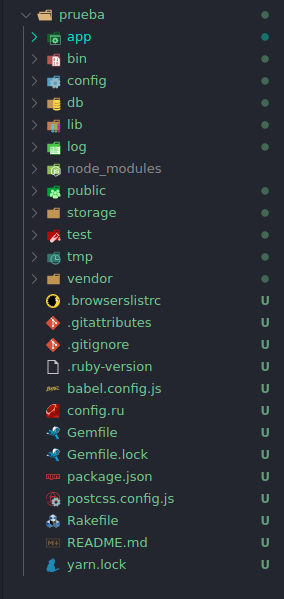 prueba
app
bin
config
db
lib
log
node_modules
public
storage
test
tmp
vendor
.browserslistrc U
.gitattributes U
.gitignore U
.ruby-version U
babel.config.js U
config.ru U
Gemfile U
Gemfile.lock U
package.json U
postcss.config.js U
Rakefile U
README.md U
yarn.lock U